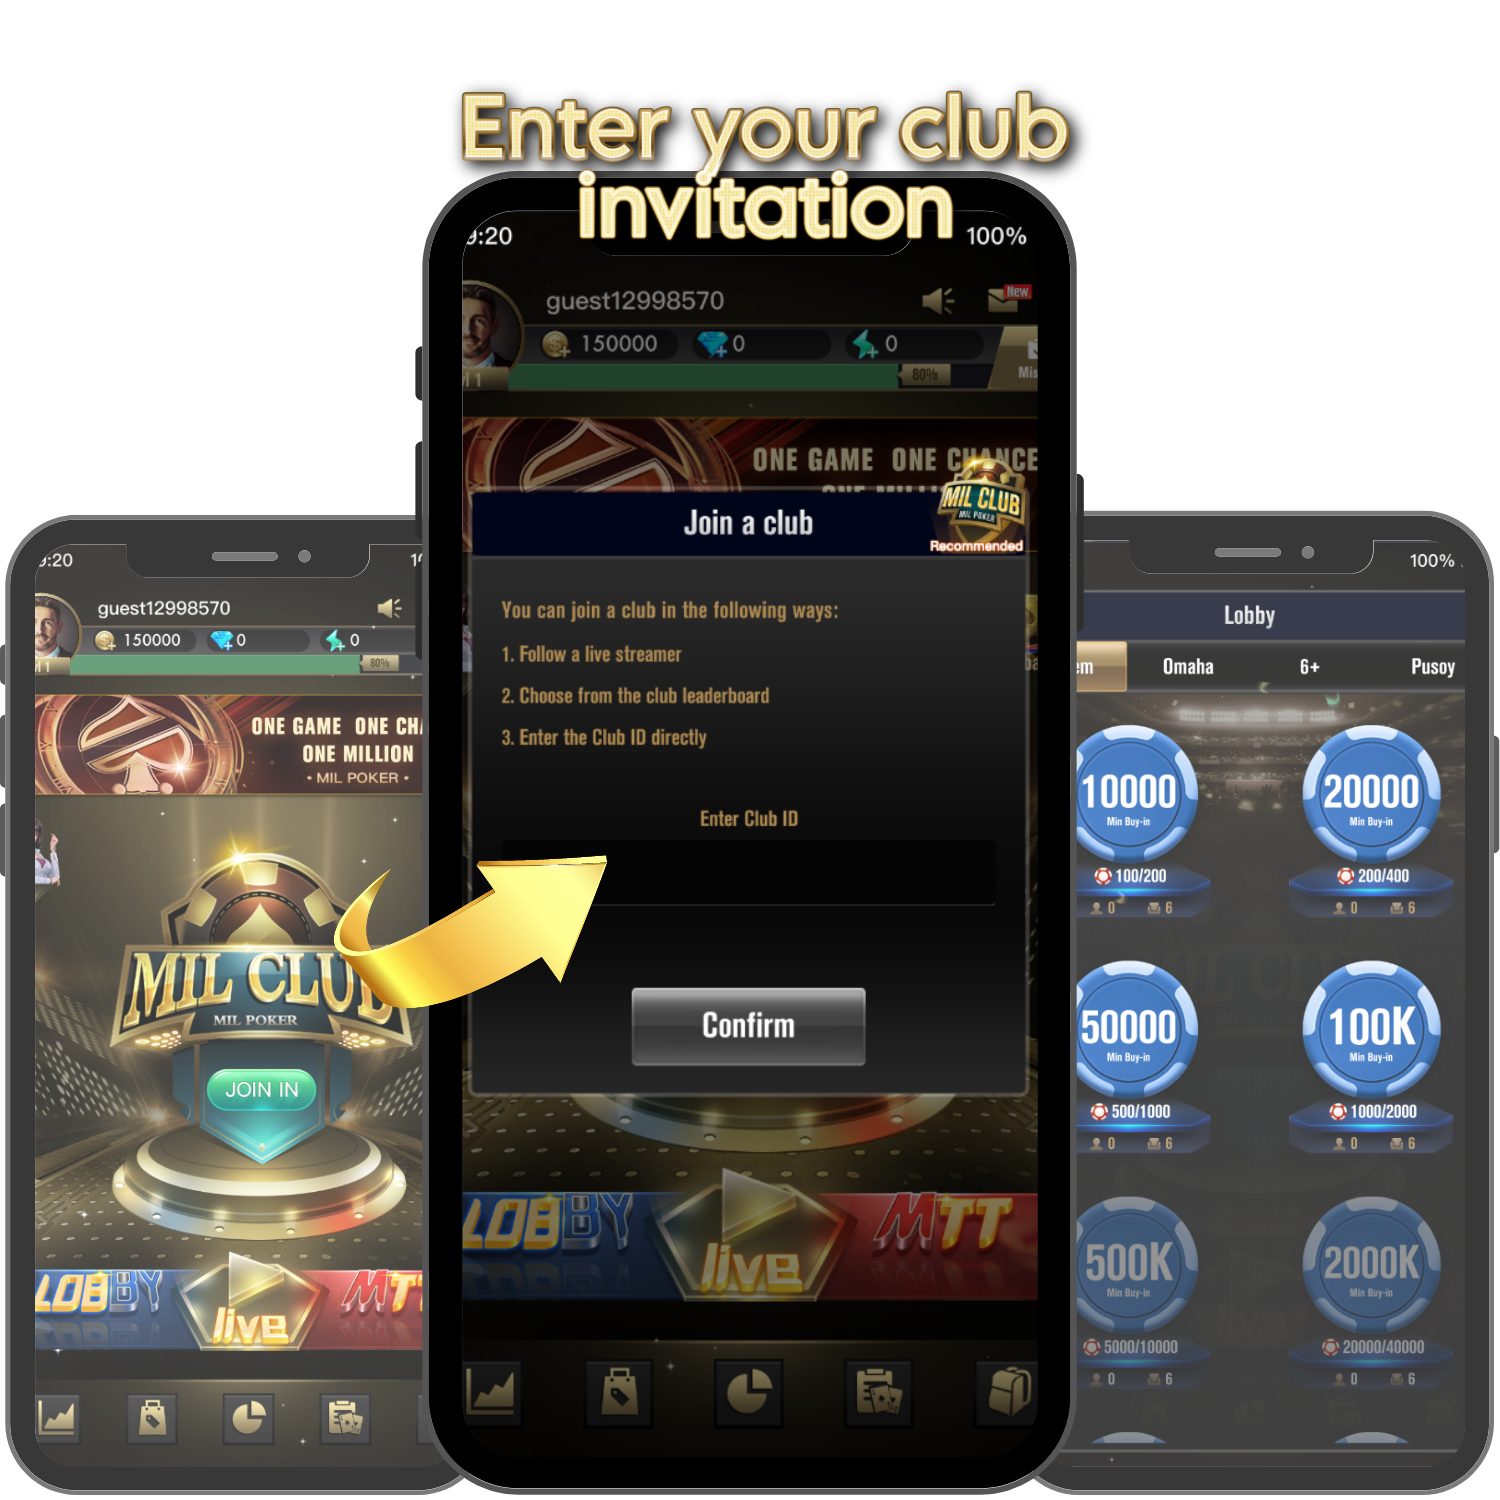 Enter your club
invitation
9:20
100%
guest12998570
150000
0
0
80%
ONE GAME ONE CHANCE
MIL CLUB
MIL POKER
Recommended
Join a club
You can join a club in the following ways:
1. Follow a live streamer
2. Choose from the club leaderboard
3. Enter the Club ID directly
Enter Club ID
Confirm
LOBBY
live
MTT
:20
guest12998570
150000
0
0
80%
ONE GAME ONE CHA
ONE MILLION
• MIL POKER •
MIL CLUB
MIL POKER
JOIN IN
LOBBY
live
MT
100%
Lobby
em
Omaha
6+
Pusoy
10000
Min Buy-in
100/200
0
6
20000
Min Buy-in
200/400
0
6
50000
Min Buy-in
500/1000
0
6
100K
Min Buy-in
1000/2000
0
6
500K
Min Buy-in
5000/10000
0
6
2000K
Min Buy-in
20000/40000
0
6